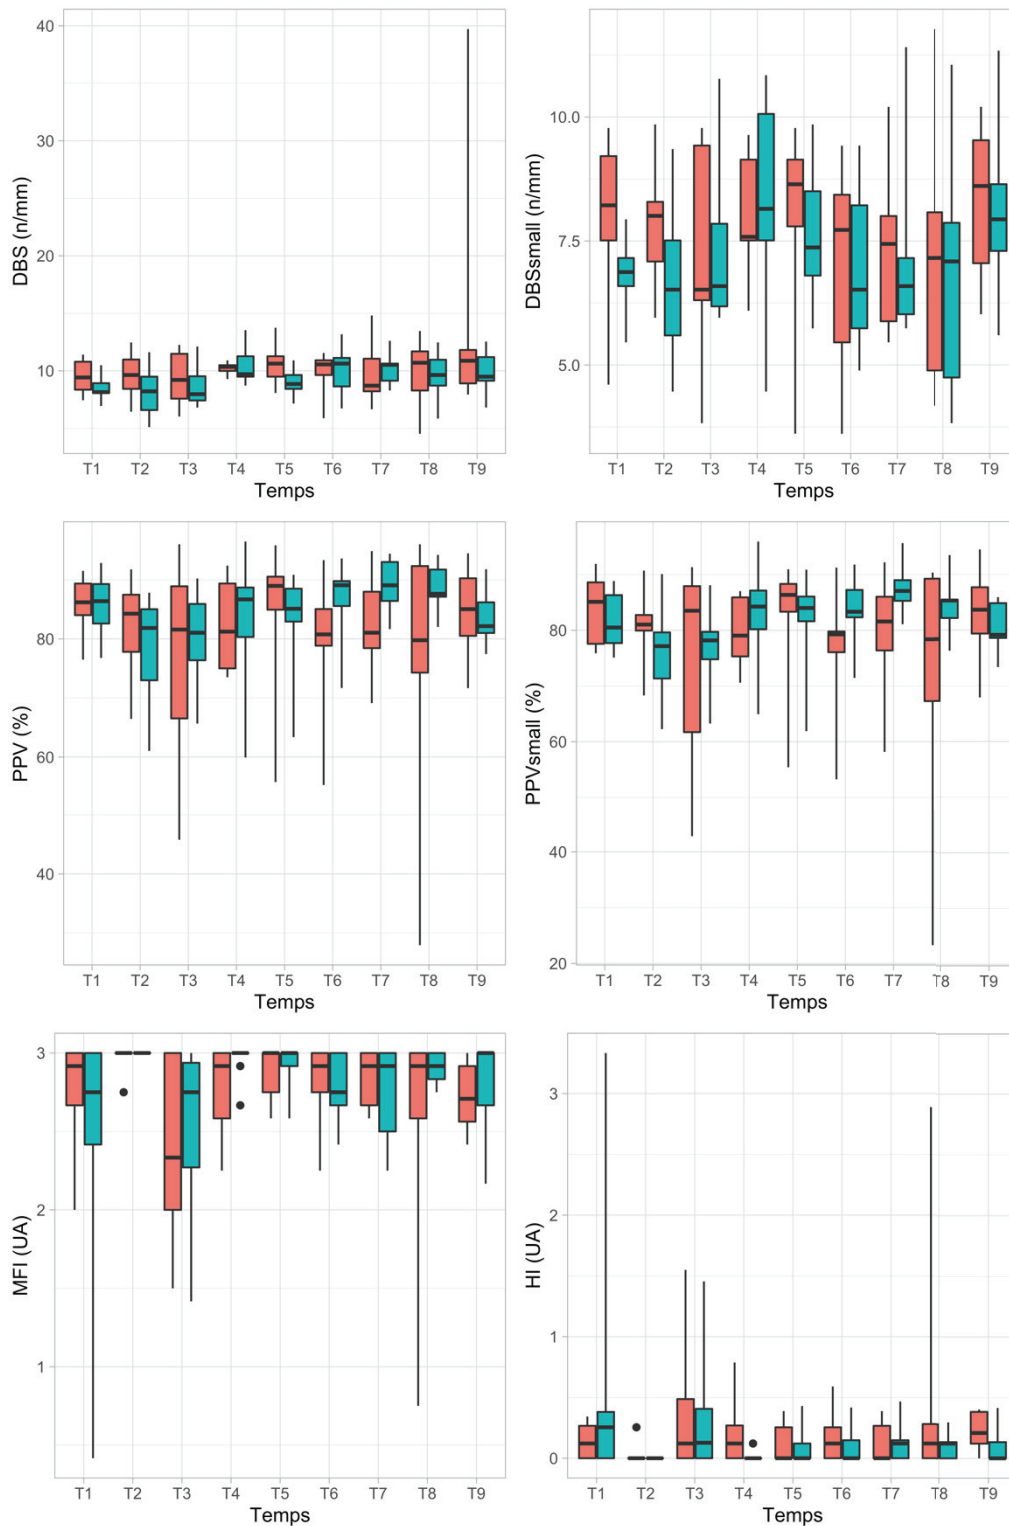 40
30
20
10
DBS (n/mm)
T1 T2 T3 T4 T5 T6 T7 T8 T9
Temps
10.0
7.5
5.0
DBSsmall (n/mm)
T1 T2 T3 T4 T5 T6 T7 T8 T9
Temps
80
60
40
PPV (%)
T1 T2 T3 T4 T5 T6 T7 T8 T9
Temps
80
60
40
20
PPVsmall (%)
T1 T2 T3 T4 T5 T6 T7 T8 T9
Temps
3
2
1
MFI (UA)
T1 T2 T3 T4 T5 T6 T7 T8 T9
Temps
3
2
1
0
HI (UA)
T1 T2 T3 T4 T5 T6 T7 T8 T9
Temps